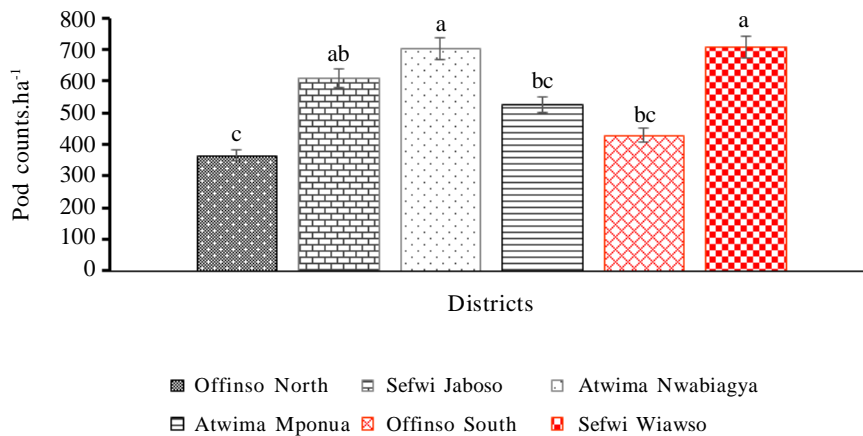 800
700
600
500
400
300
200
100
0
Pod counts.ha⁻¹
c
ab
a
bc
bc
a
Districts
Offinso North Sefwi Jaboso Atwima Nwabiagya
Atwima Mponua Offinso South Sefwi Wiawso